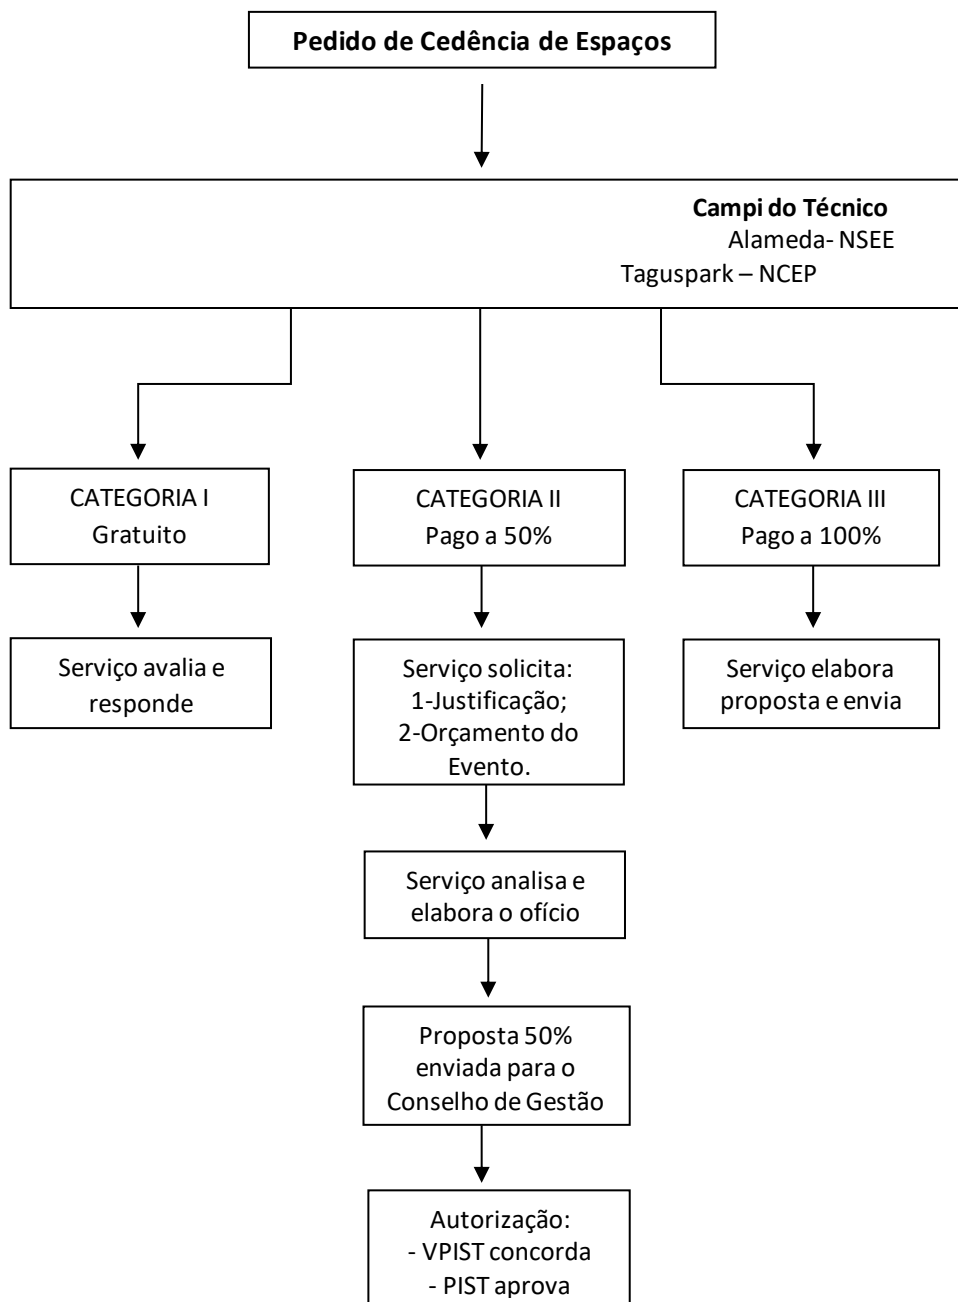 Pedido de Cedência de Espaços
Campi do Técnico
Alameda- NSEE
Taguspark – NCEP
CATEGORIA I
Gratuito
CATEGORIA II
Pago a 50%
CATEGORIA III
Pago a 100%
Serviço avalia e
responde
Serviço solicita:
1-Justificação;
2-Orçamento do
Evento.
Serviço elabora
proposta e envia
Serviço analisa e
elabora o ofício
Proposta 50%
enviada para o
Conselho de Gestão
Autorização:
- VPIST concorda
- PIST aprova